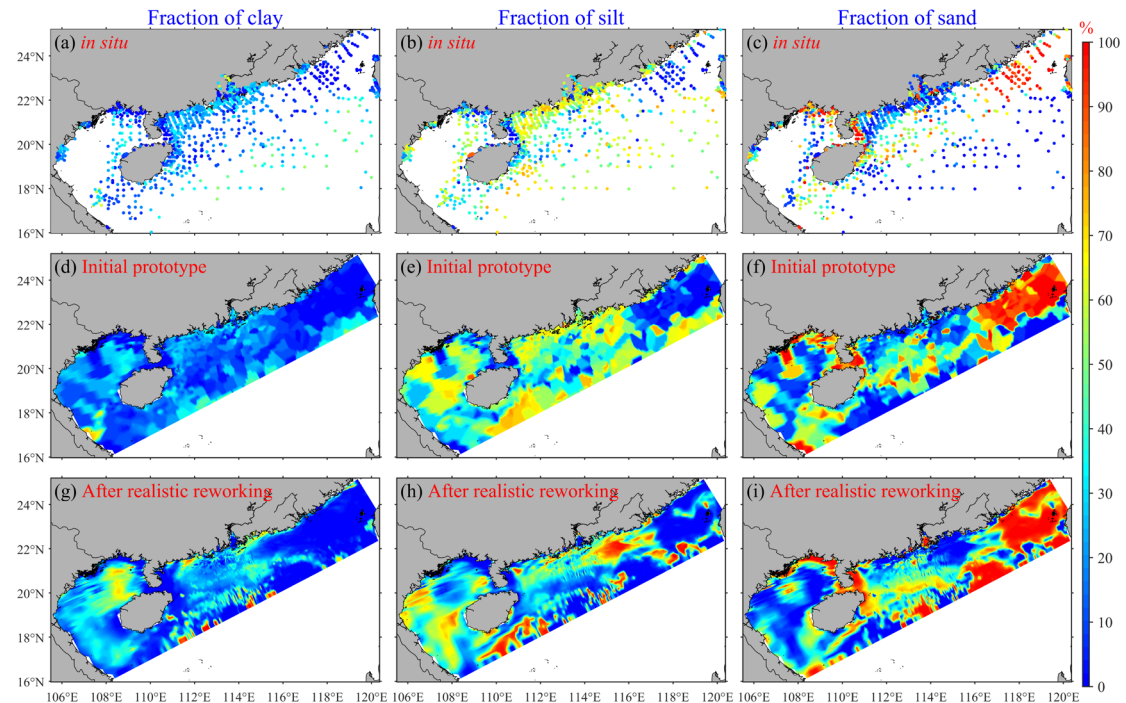 Fraction of clay
Fraction of silt
Fraction of sand
%
(a) in situ
(b) in situ
(c) in situ
24°N
22°N
20°N
18°N
16°N
100
90
80
70
60
50
40
30
20
10
0
(d) Initial prototype
(e) Initial prototype
(f) Initial prototype
24°N
22°N
20°N
18°N
16°N
(g) After realistic reworking
(h) After realistic reworking
(i) After realistic reworking
24°N
22°N
20°N
18°N
16°N
106°E 108°E 110°E 112°E 114°E 116°E 118°E 120°E
106°E 108°E 110°E 112°E 114°E 116°E 118°E 120°E
106°E 108°E 110°E 112°E 114°E 116°E 118°E 120°E